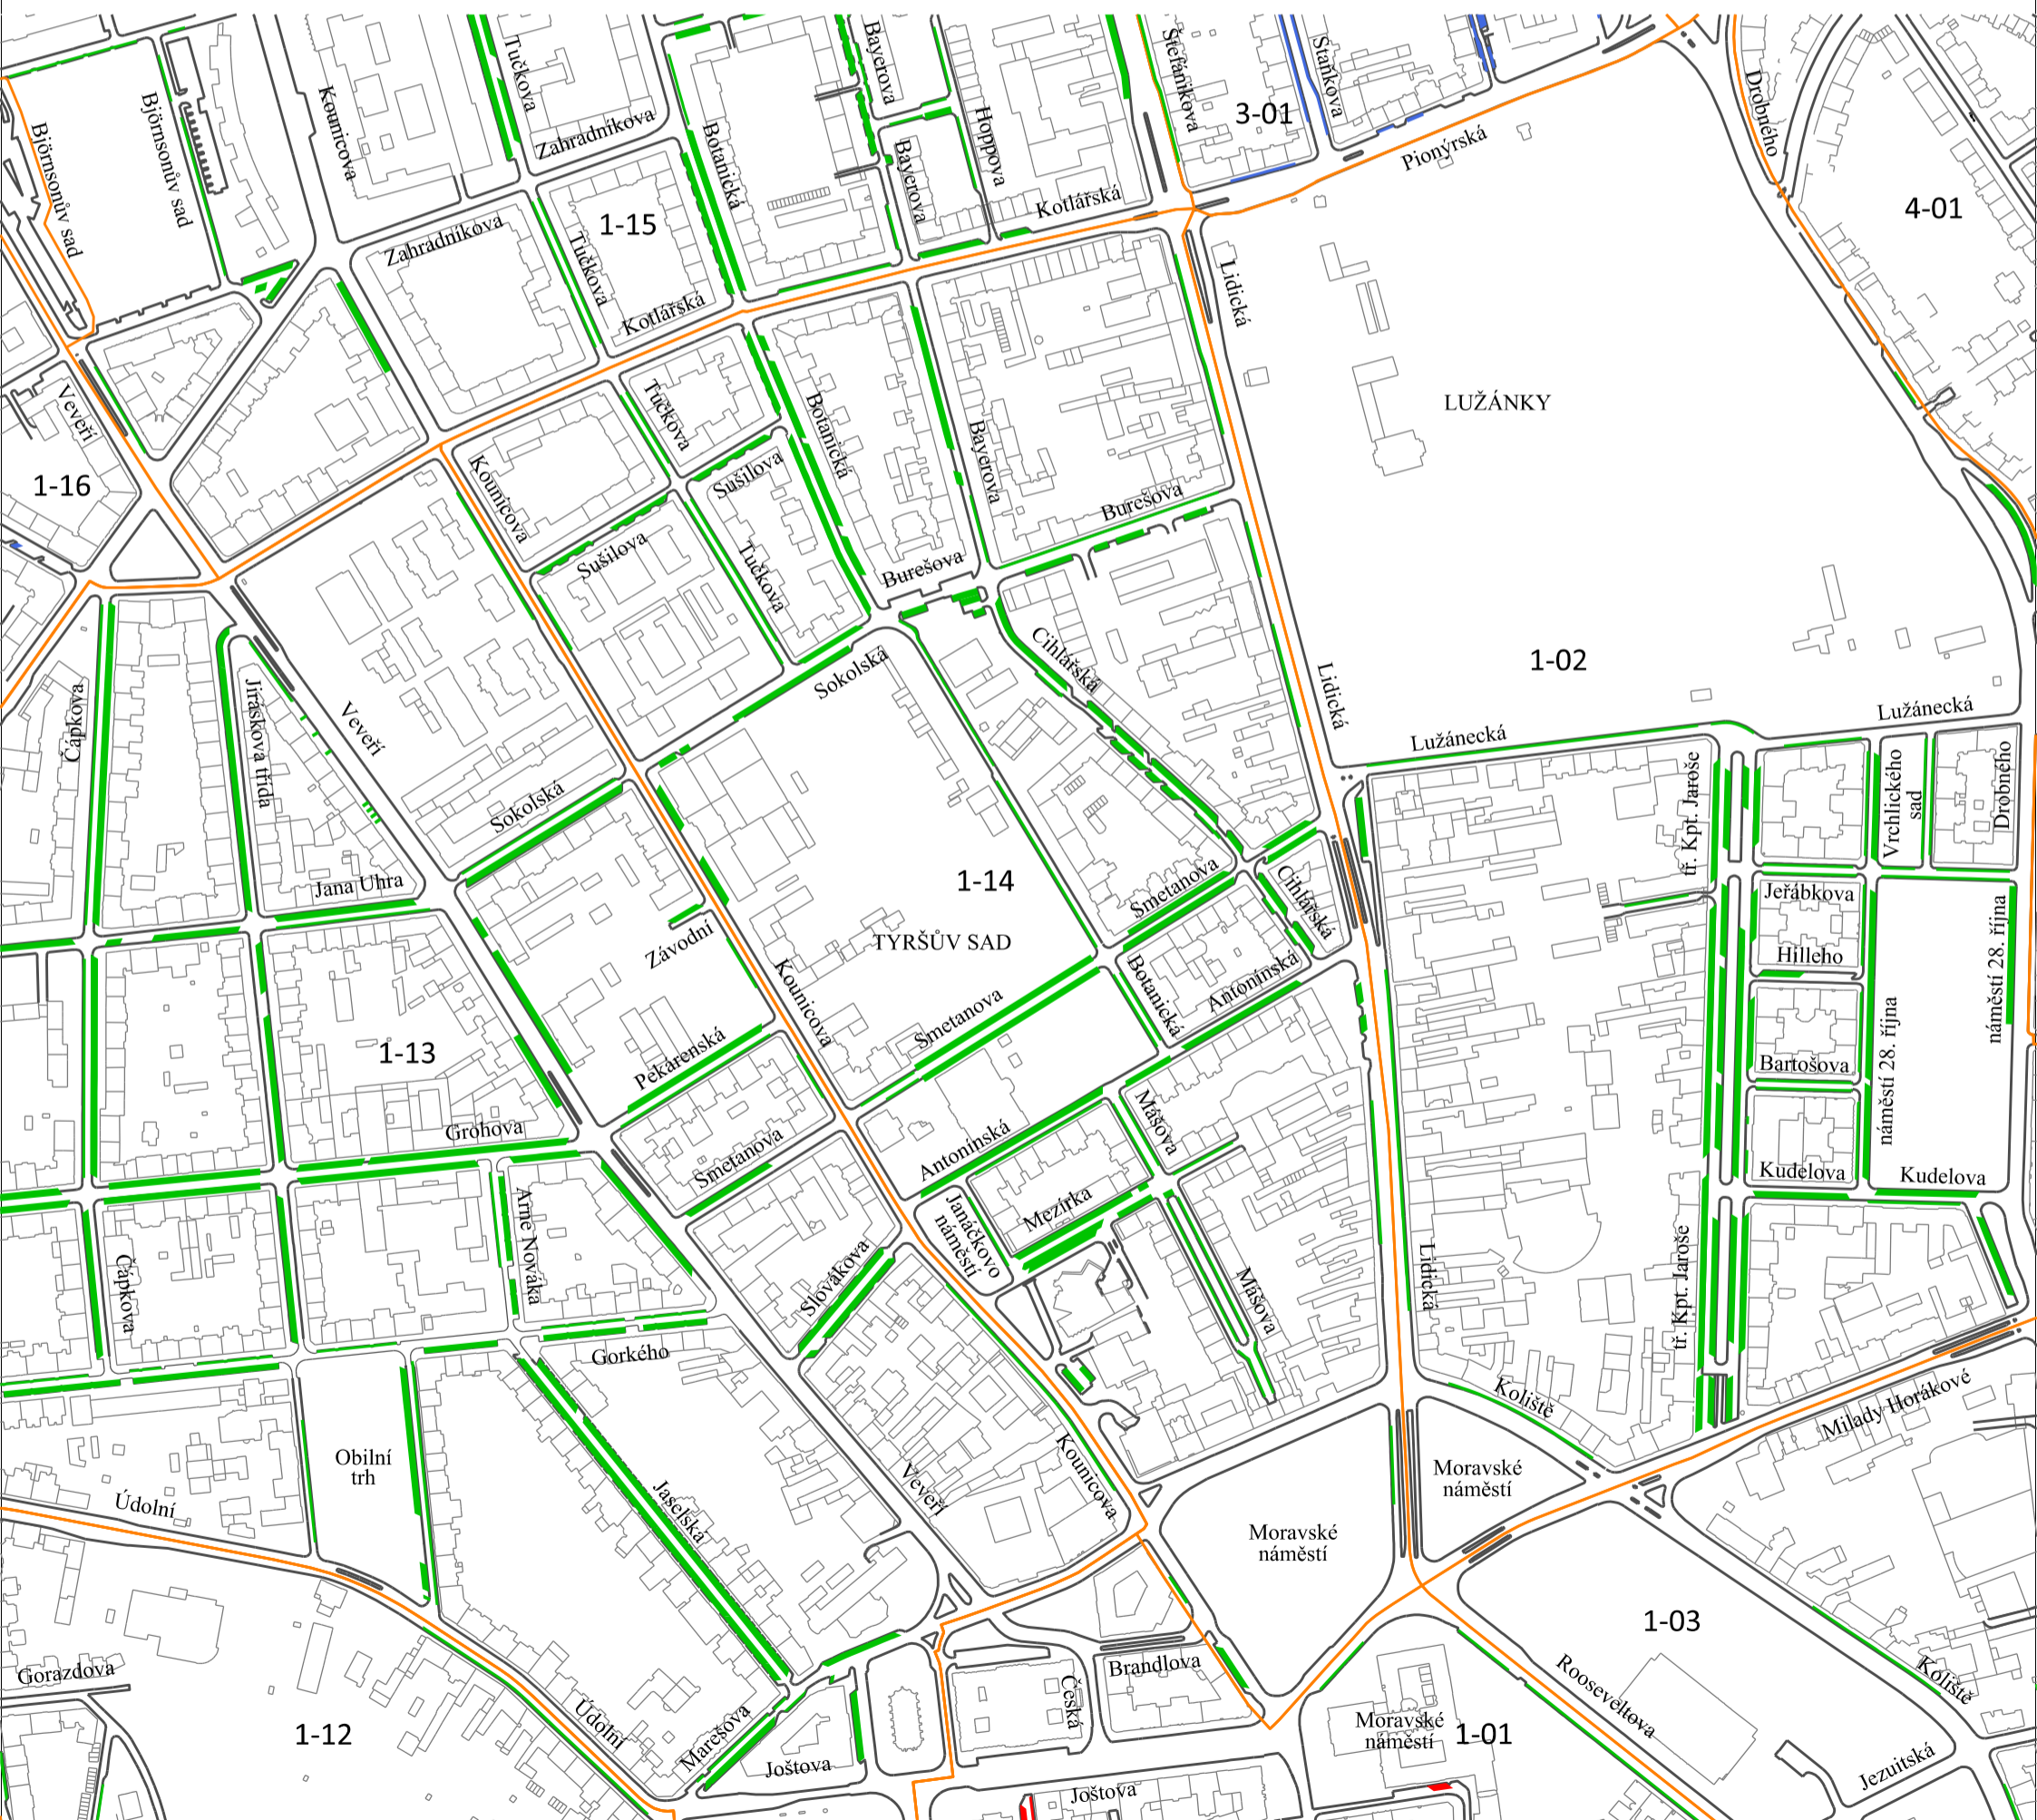 Tučkova
Bayerova
Štefánikova
Staňkova
Drobného
Björnsonův sad
Björnsonův sad
Kounicova
Zahradníkova
Botanická
Hoppova
3-01
Pionýrská
Bayerova
Kotlářská
4-01
1-15
Zahradníkova
Tučkova
Kotlářská
Lidická
LUŽÁNKY
Veveří
Tučkova
Botanická
Bayerova
1-16
Kounicova
Sušilova
Burešova
Sušilova
Tučkova
Burešova
Cihlářská
Sokolská
1-02
Čápkova
Jiráskova třída
Veveří
Lidická
Lužánecká
Lužánecká
Sokolská
tř. Kpt. Jaroše
Vrchlického
sad
Drobného
Jana Uhra
1-14
Smetanova
Cihlářská
Jeřábkova
Závodní
TYRŠŮV SAD
Hilleho
náměstí 28. října
Kounicova
Botanická
Antonínská
Smetanova
1-13
Pekárenská
náměstí 28. října
Bartošova
Grohova
Smetanova
Antonínská
Mášova
Kudelova
Kudelova
Mezírka
Janáčkovo
náměstí
Čápkova
Arne Nováka
Slovákova
Mášova
Lidická
tř. Kpt. Jaroše
Gorkého
Koliště
Milady Horákové
Obilní
trh
Kounicova
Veveří
Moravské
náměstí
Údolní
Jaselská
Moravské
náměstí
1-03
Gorazdova
Brandlova
Česká
Rooseveltova
Koliště
1-12
Údolní
Marešova
Joštova
Moravské
náměstí
1-01
Joštova
Jezuitská